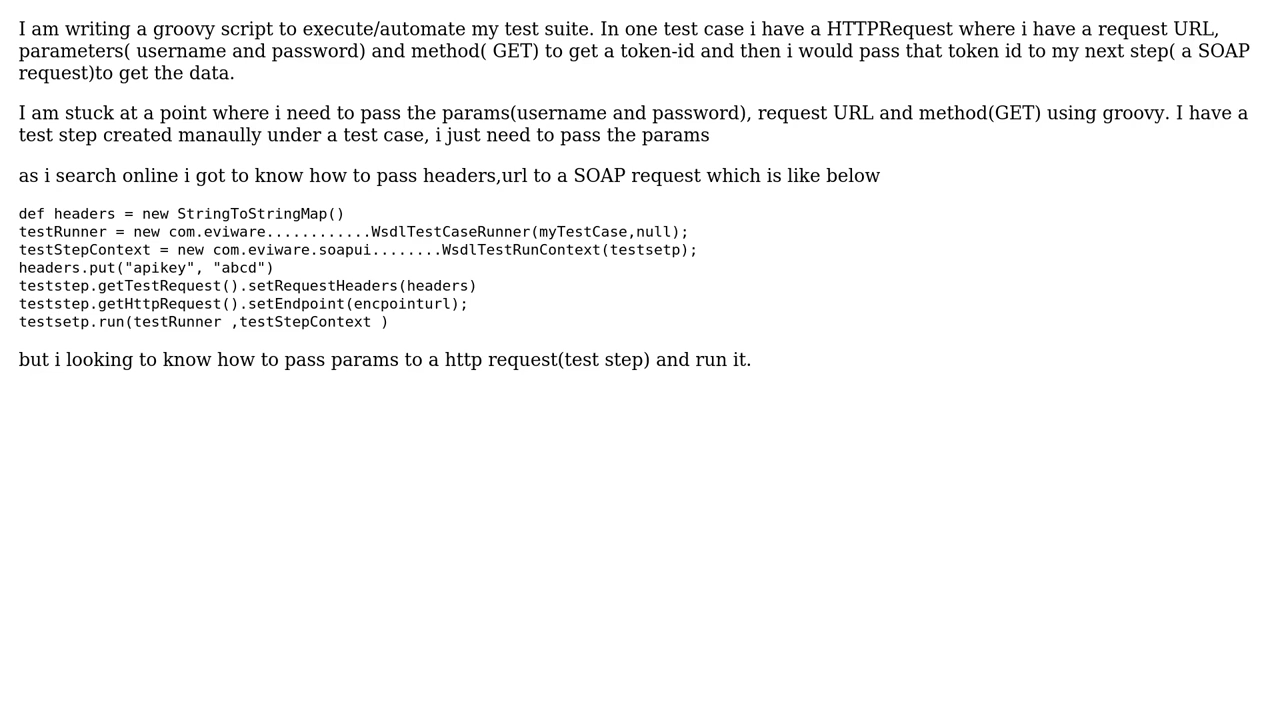 I am writing a groovy script to execute/automate my test suite. In one test case i have a HTTPRequest where i have a request URL,
parameters( username and password) and method( GET) to get a token-id and then i would pass that token id to my next step( a SOAP
request)to get the data.
I am stuck at a point where i need to pass the params(username and password), request URL and method(GET) using groovy. I have a
test step created manaully under a test case, i just need to pass the params
as i search online i got to know how to pass headers,url to a SOAP request which is like below
def headers = new StringToStringMap()
testRunner = new com.eviware............WsdlTestCaseRunner(myTestCase,null);
testStepContext = new com.eviware.soapui........WsdlTestRunContext(testsetp);
headers.put("apikey", "abcd")
teststep.getTestRequest().setRequestHeaders(headers)
teststep.getHttpRequest().setEndpoint(encpointurl);
testsetp.run(testRunner ,testStepContext )
but i looking to know how to pass params to a http request(test step) and run it.